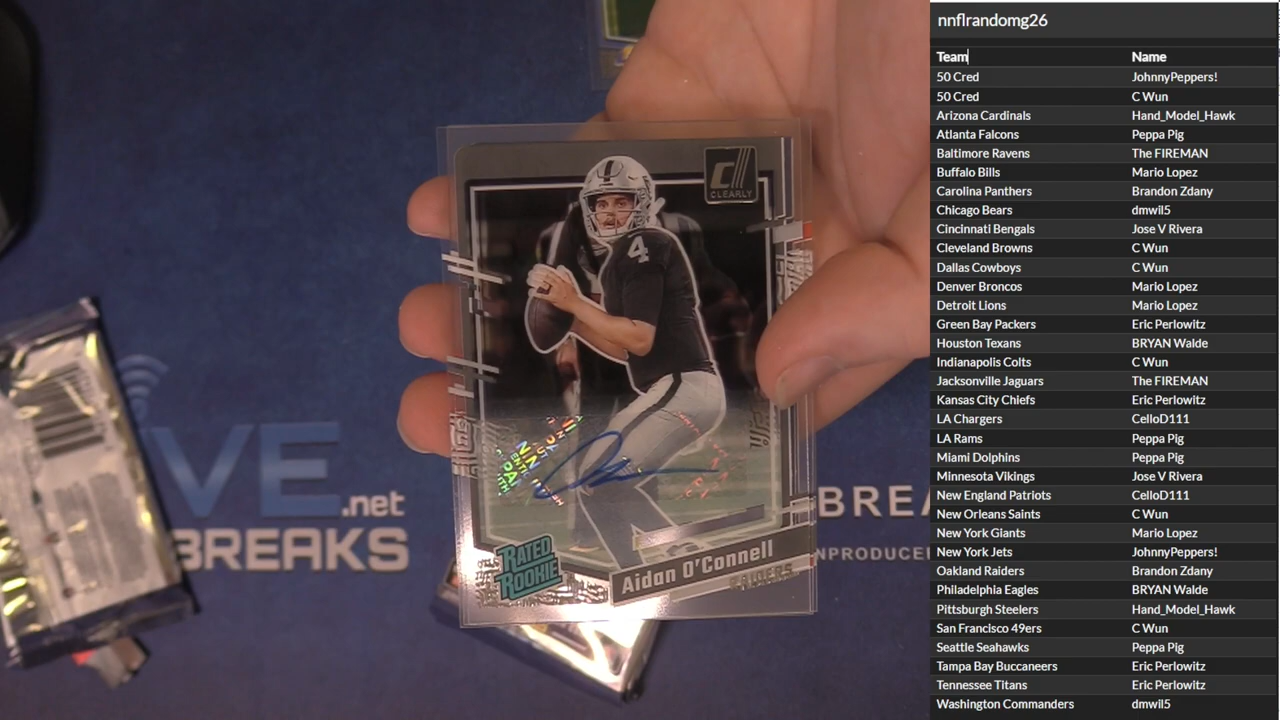 nnflrandomg26
Team Name
50 Cred JohnnyPeppers!
50 Cred C Wun
Arizona Cardinals Hand_Model_Hawk
Atlanta Falcons Peppa Pig
Baltimore Ravens The FIREMAN
Buffalo Bills Mario Lopez
Carolina Panthers Brandon Zdany
Chicago Bears dmwil5
Cincinnati Bengals Jose V Rivera
Cleveland Browns C Wun
Dallas Cowboys C Wun
Denver Broncos Mario Lopez
Detroit Lions Mario Lopez
Green Bay Packers Eric Perlowitz
Houston Texans BRYAN Walde
Indianapolis Colts C Wun
Jacksonville Jaguars The FIREMAN
Kansas City Chiefs Eric Perlowitz
LA Chargers CelloD111
LA Rams Peppa Pig
Miami Dolphins Peppa Pig
Minnesota Vikings Jose V Rivera
New England Patriots CelloD111
New Orleans Saints C Wun
New York Giants Mario Lopez
New York Jets JohnnyPeppers!
Oakland Raiders Brandon Zdany
Philadelphia Eagles BRYAN Walde
Pittsburgh Steelers Hand_Model_Hawk
San Francisco 49ers C Wun
Seattle Seahawks Peppa Pig
Tampa Bay Buccaneers Eric Perlowitz
Tennessee Titans Eric Perlowitz
Washington Commanders dmwil5
CLEARLY
4
RATED
ROOKIE
Aidan O'Connell
RAIDERS
VE.net
BREAKS
BREA